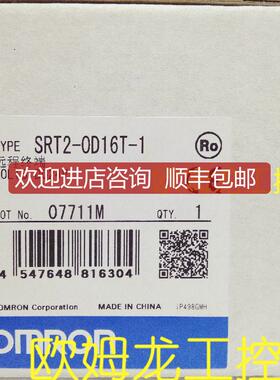 TYPE SRT2-OD16T-1
Ro
远程终端
欢迎进店咨询 顺丰包邮
LOT No. 07711M QTY. 1
4 547648 816304
OMRON Corporation MADE IN CHINA
OMRON
欧姆龙工控